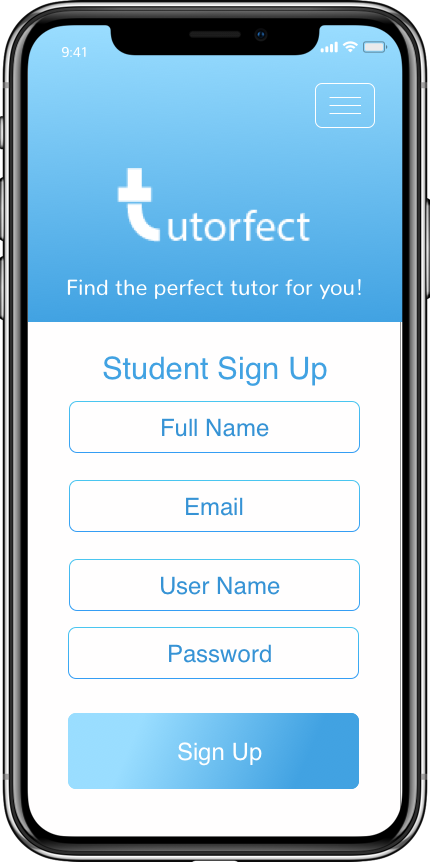 9:41
tutorfect
Find the perfect tutor for you!
Student Sign Up
Full Name
Email
User Name
Password
Sign Up